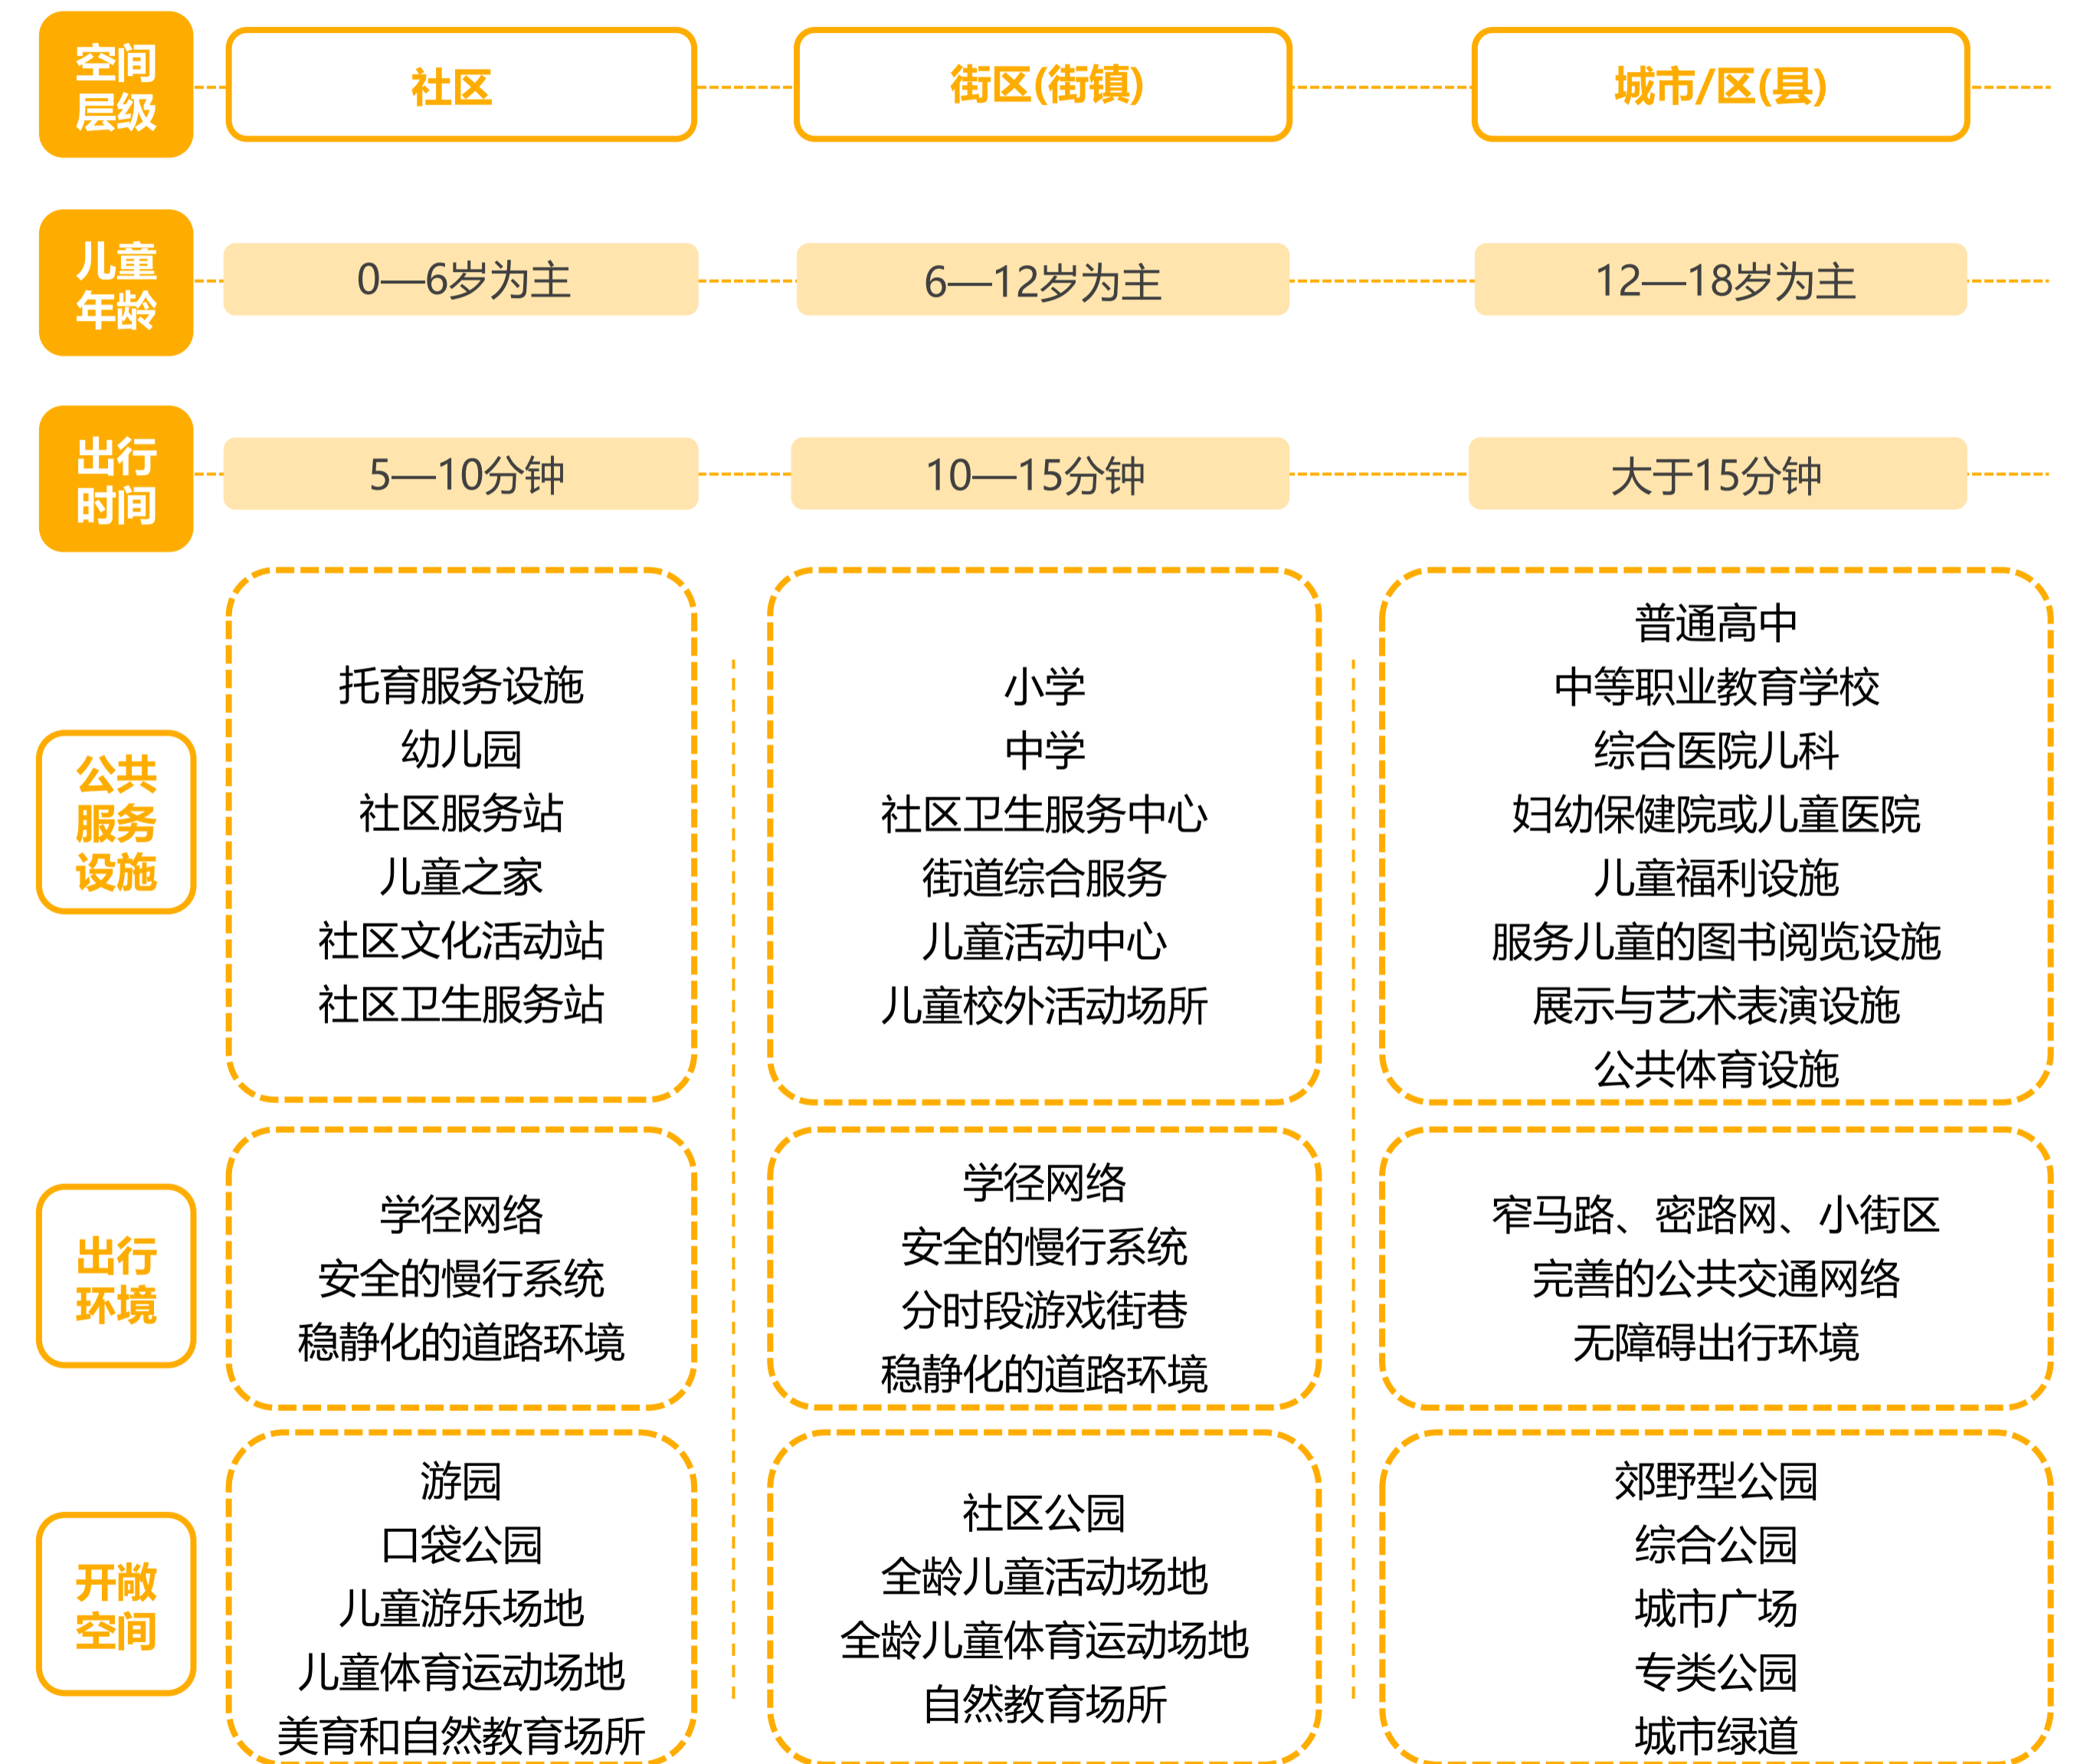 空间
层级
社区
街区(街镇)
城市/区(县)
儿童
年龄
0—6岁为主
6—12岁为主
12—18岁为主
出行
时间
5—10分钟
10—15分钟
大于15分钟
公共
服务
设施
托育服务设施
幼儿园
社区服务站
儿童之家
社区文化活动站
社区卫生服务站
小学
中学
社区卫生服务中心
街道综合服务
儿童活动中心
儿童校外活动场所
普通高中
中等职业教育学校
综合医院儿科
妇幼保健院或儿童医院
儿童福利设施
服务儿童的图书阅览设施
展示与艺术表演设施
公共体育设施
出行
环境
学径网络
安全的慢行系统
稳静化的道路环境
学径网络
安全的慢行系统
分时段游戏街巷
稳静化的道路环境
窄马路、密路网、小街区
完善的公共交通网络
无障碍出行环境
开敞
空间
游园
口袋公园
儿童游乐场地
儿童体育运动场地
美育和自然教育场所
社区公园
全龄儿童活动场地
全龄儿童体育运动场地
自然教育场所
郊野型公园
综合公园
城市广场
专类公园
城市绿道